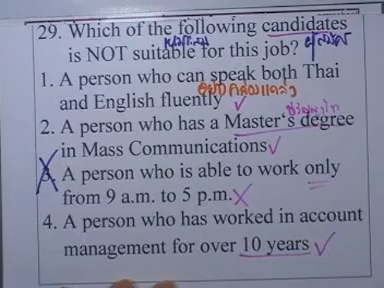 29. Which of the following candidates
is NOT suitable for this job?
1. A person who can speak both Thai
and English fluently
2. A person who has a Master's degree
in Mass Communications
3. A person who is able to work only
from 9 a.m. to 5 p.m.
4. A person who has worked in account
management for over 10 years